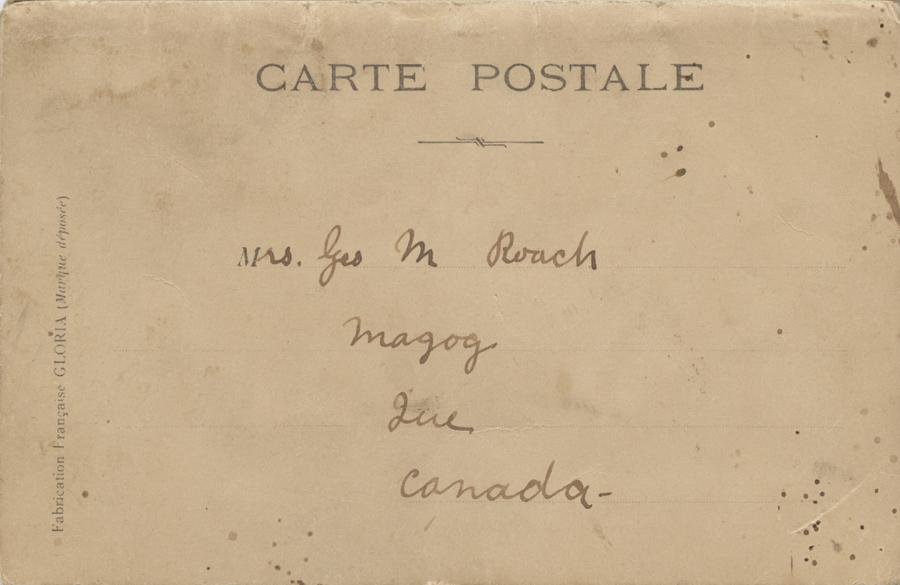 CARTE POSTALE
Mrs. Geo M Roach
Magog
Que
Canada-
Fabrication Française GLORIA (Marque déposée)